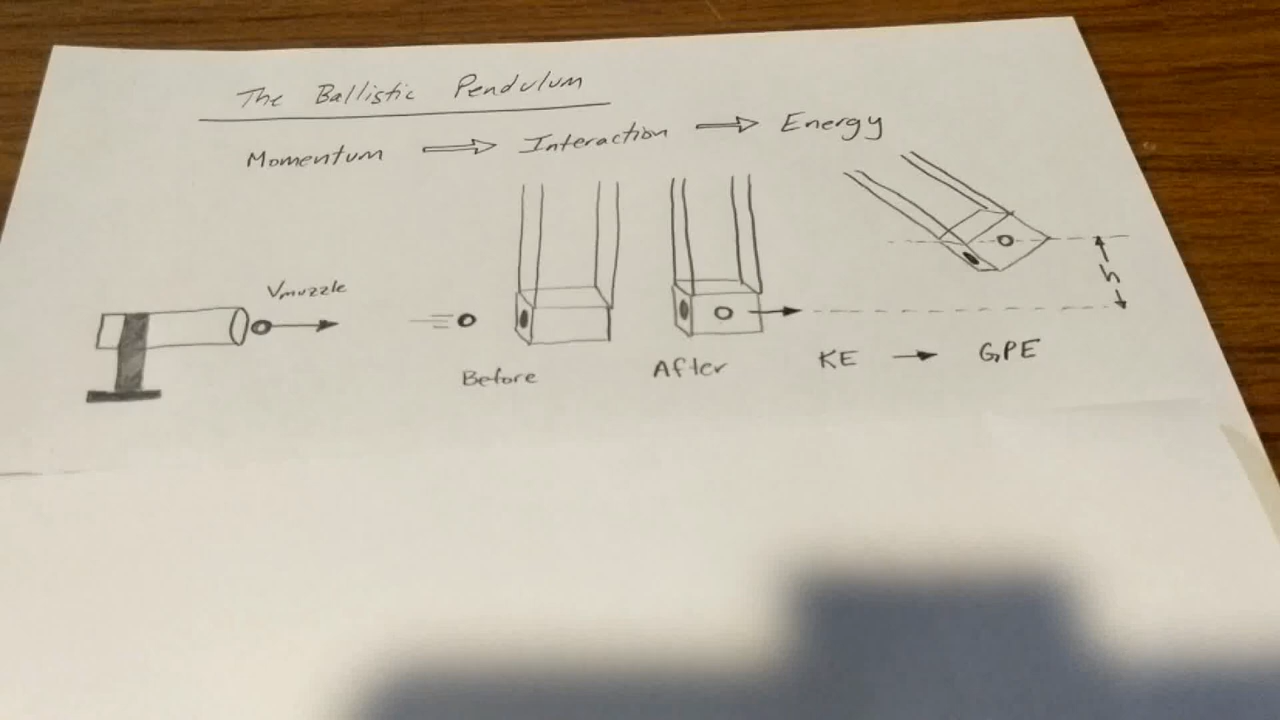 The Ballistic Pendulum
Momentum ⇒ Interaction ⇒ Energy
Vmuzzle
h
Before
After
KE → GPE